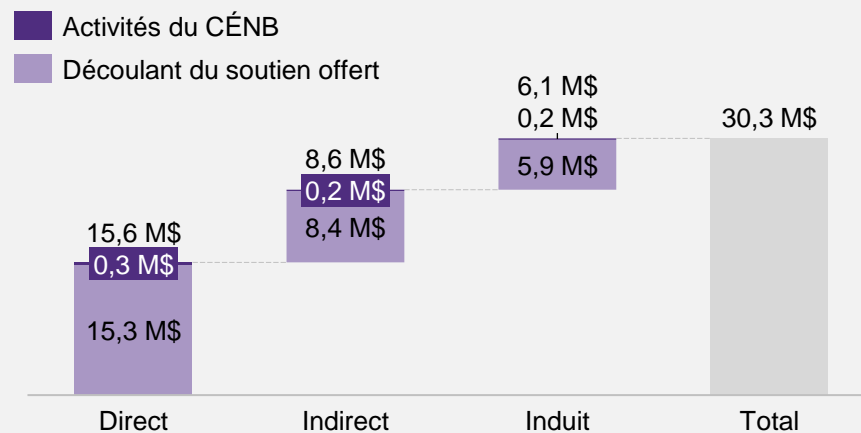 Activités du CÉNB
Découlant du soutien offert
15,6 M$
0,3 M$
15,3 M$
8,6 M$
0,2 M$
8,4 M$
6,1 M$
0,2 M$
5,9 M$
30,3 M$
Direct
Indirect
Induit
Total